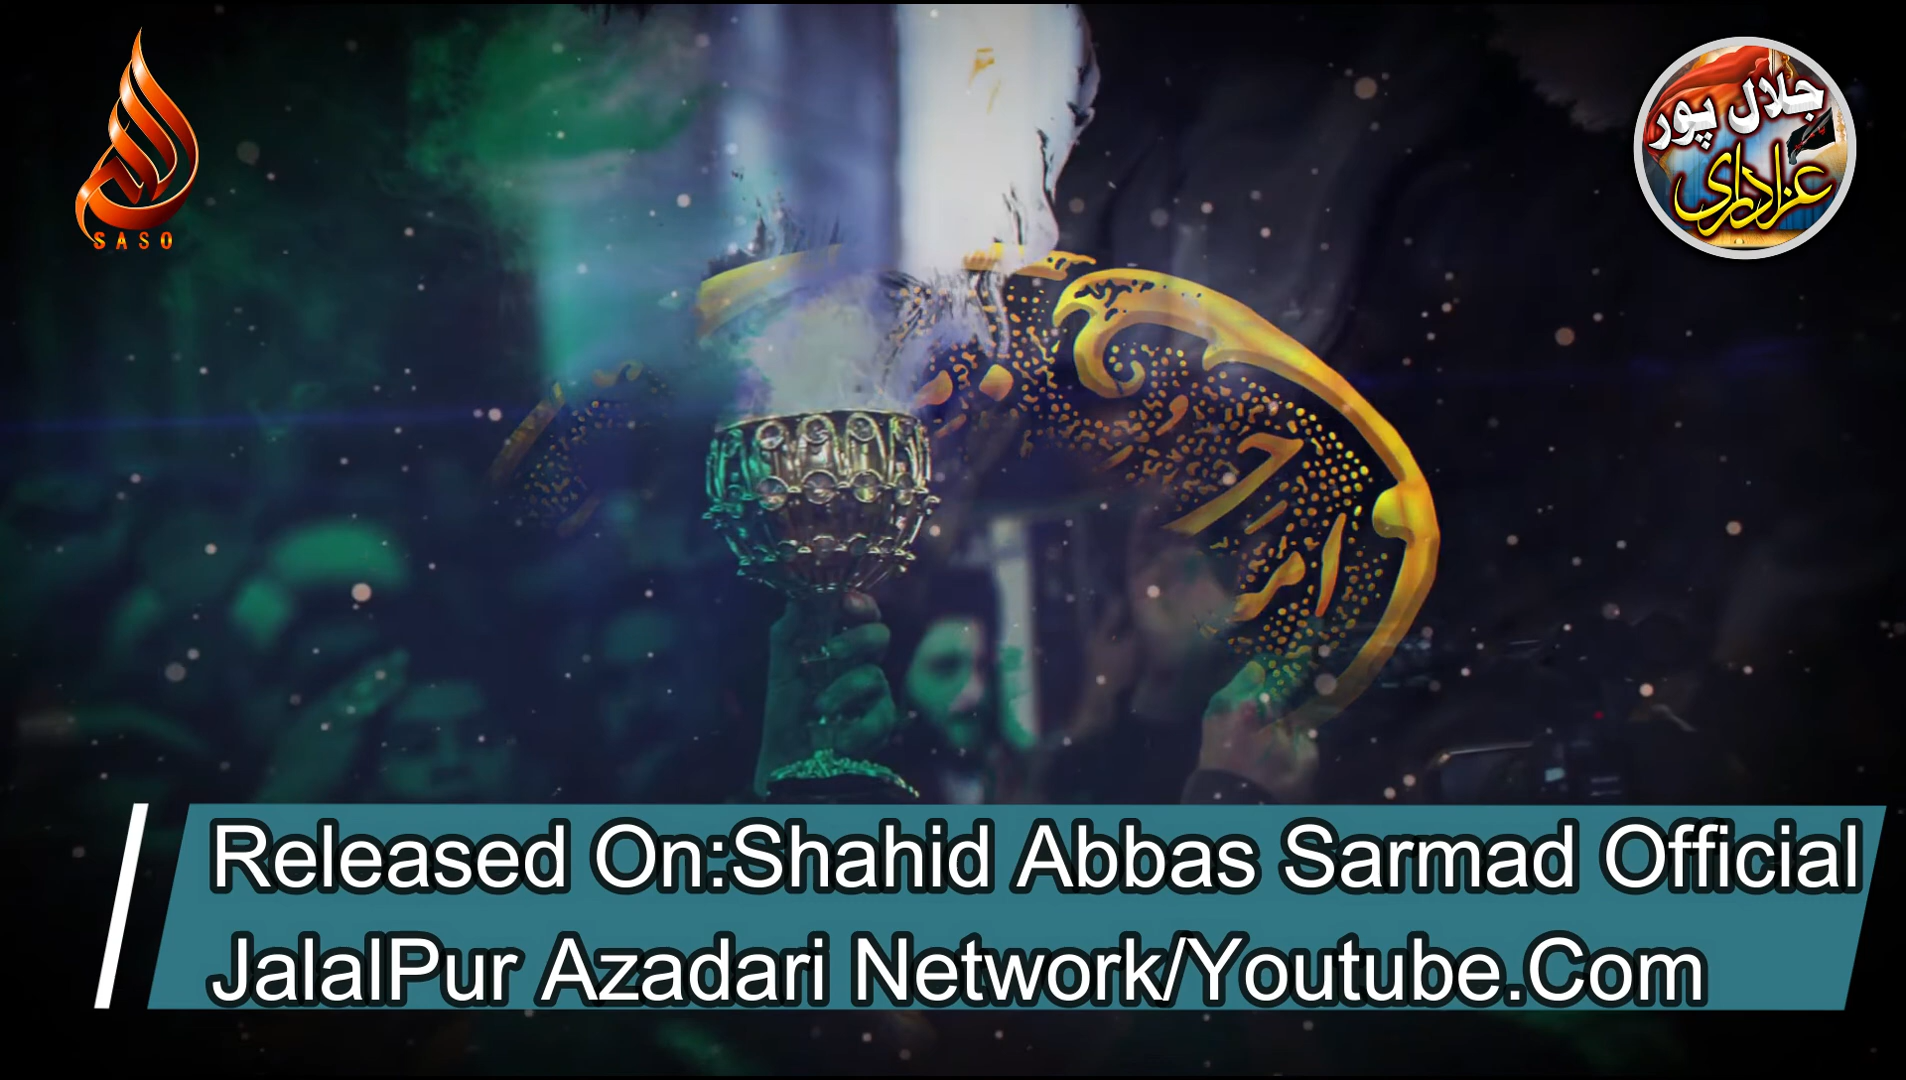 SASO
جلال پور
عزاداری
Released On:Shahid Abbas Sarmad Official
JalalPur Azadari Network/Youtube.Com